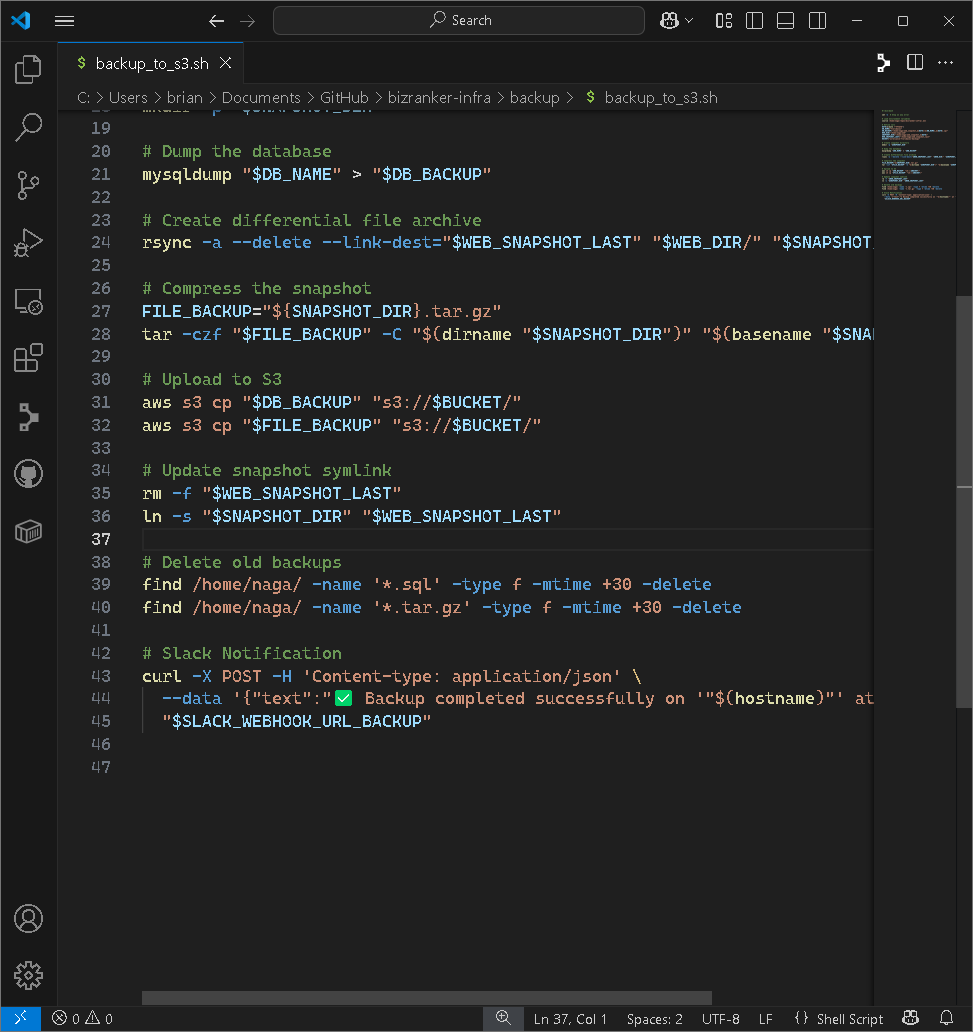 Search
$ backup_to_s3.sh
C: > Users > brian > Documents > GitHub > bizranker-infra > backup > $ backup_to_s3.sh
19
20 # Dump the database
21 mysqldump "$DB_NAME" > "$DB_BACKUP"
22
23 # Create differential file archive
24 rsync -a --delete --link-dest="$WEB_SNAPSHOT_LAST" "$WEB_DIR/" "$SNAPSHOT_
25
26 # Compress the snapshot
27 FILE_BACKUP="${SNAPSHOT_DIR}.tar.gz"
28 tar -czf "$FILE_BACKUP" -C "$(dirname "$SNAPSHOT_DIR")" "$(basename "$SNA
29
30 # Upload to S3
31 aws s3 cp "$DB_BACKUP" "s3://$BUCKET/"
32 aws s3 cp "$FILE_BACKUP" "s3://$BUCKET/"
33
34 # Update snapshot symlink
35 rm -f "$WEB_SNAPSHOT_LAST"
36 ln -s "$SNAPSHOT_DIR" "$WEB_SNAPSHOT_LAST"
37
38 # Delete old backups
39 find /home/naga/ -name '*.sql' -type f -mtime +30 -delete
40 find /home/naga/ -name '*.tar.gz' -type f -mtime +30 -delete
41
42 # Slack Notification
43 curl -X POST -H 'Content-type: application/json' \
44 --data '{"text":"✅ Backup completed successfully on '"$(hostname)"' at
45 "$SLACK_WEBHOOK_URL_BACKUP"
46
47
0 0 Ln 37, Col 1 Spaces: 2 UTF-8 LF {} Shell Script